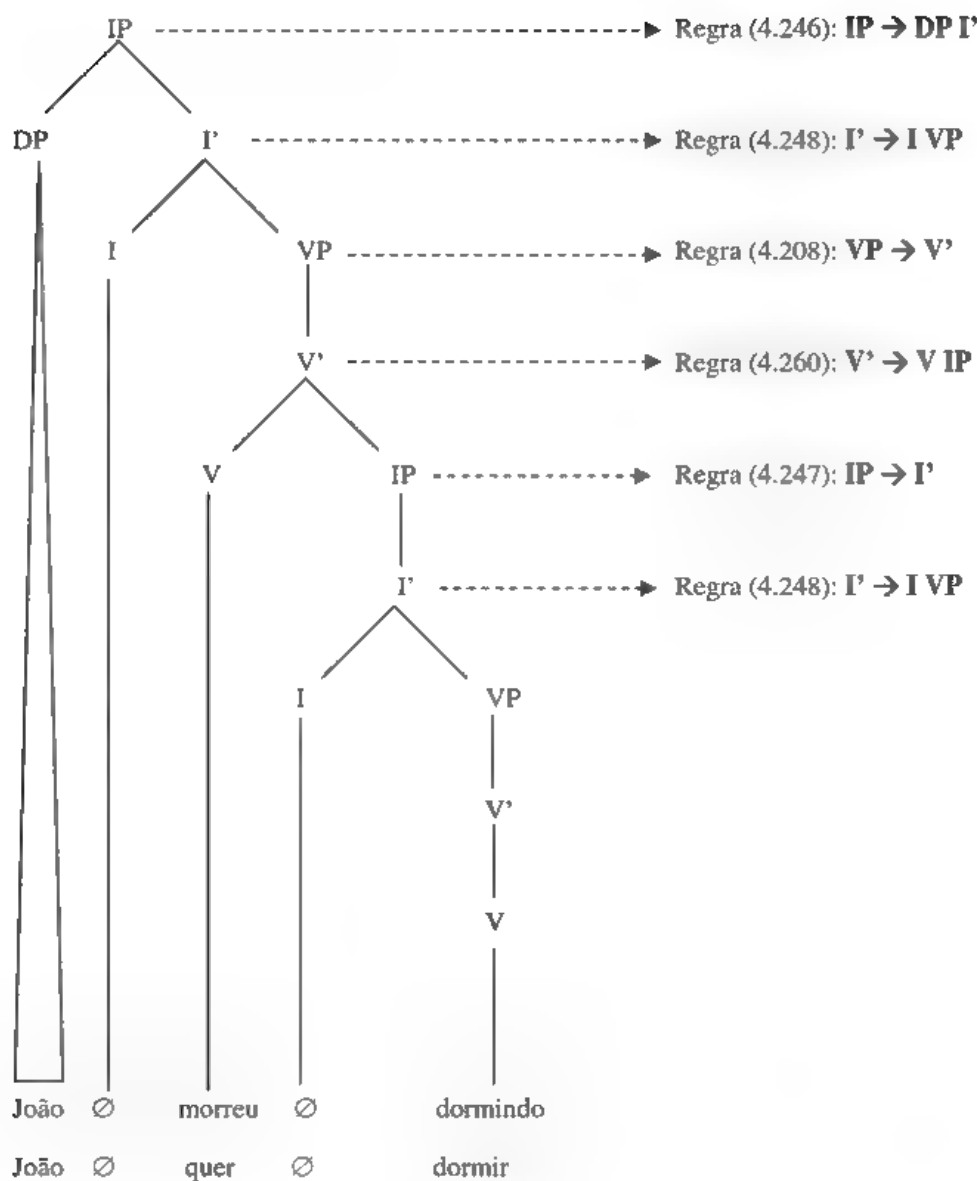 IP Regra (4.246): IP → DP I’
DP I’ Regra (4.248): I’ → I VP
I VP Regra (4.208): VP → V’
V’ Regra (4.260): V’ → V IP
V IP Regra (4.247): IP → I’
I’ Regra (4.248): I’ → I VP
I VP
V’
V
João ∅ morreu ∅ dormindo
João ∅ quer ∅ dormir